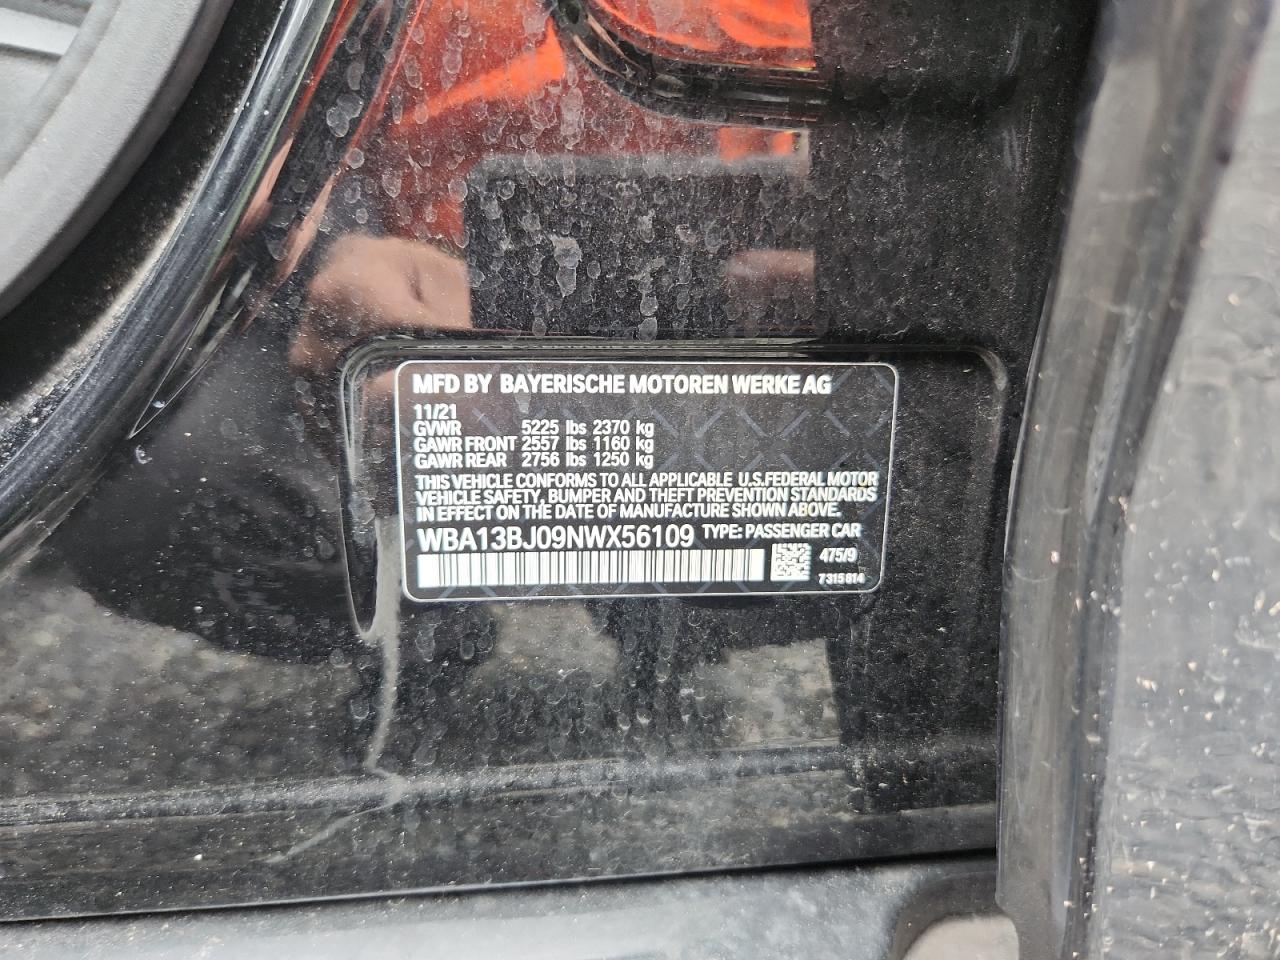 MFD BY BAYERISCHE MOTOREN WERKE AG
11/21
GVWR 5225 lbs 2370 kg
GAWR FRONT 2557 lbs 1160 kg
GAWR REAR 2756 lbs 1250 kg
THIS VEHICLE CONFORMS TO ALL APPLICABLE U.S.FEDERAL MOTOR
VEHICLE SAFETY, BUMPER AND THEFT PREVENTION STANDARDS
IN EFFECT ON THE DATE OF MANUFACTURE SHOWN ABOVE.
WBA13BJ09NWX56109 TYPE: PASSENGER CAR
475/9
7315814